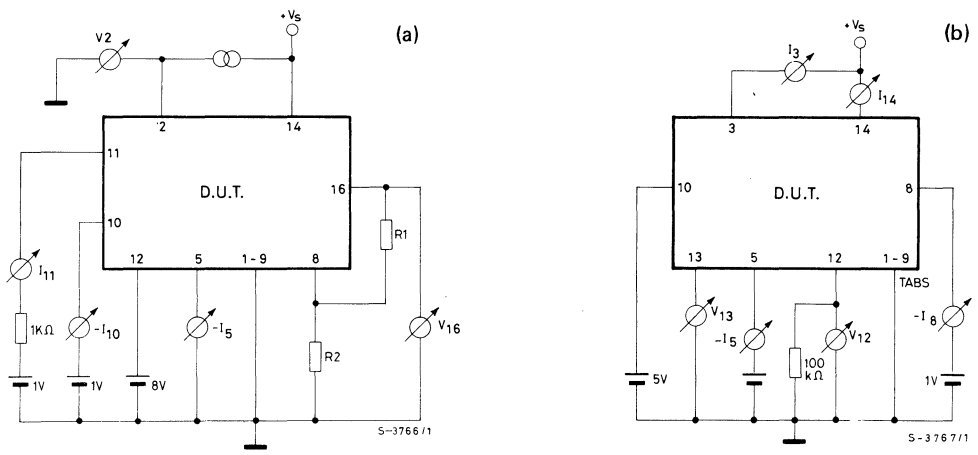 (a)
+Vs
V2
2
14
11
16
D.U.T.
10
R1
12
5
1-9
8
I11
1KΩ
-I10
-I5
R2
V16
1V
1V
8V
S-3766/1
(b)
+Vs
I3
I14
3
14
10
D.U.T.
8
13
5
12
1-9
TABS
V13
-I5
V12
-I8
100
kΩ
5V
1V
S-3767/1